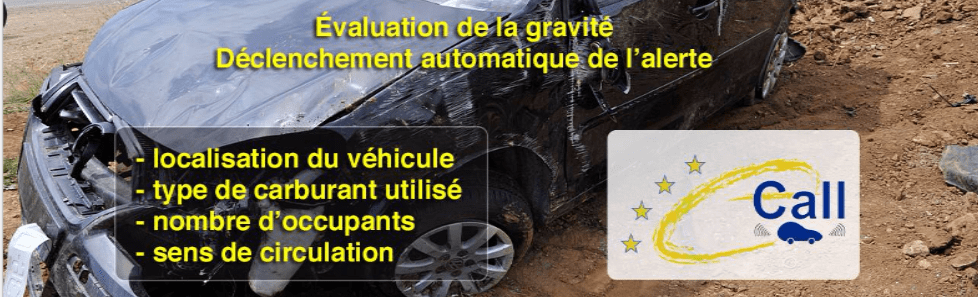 Évaluation de la gravité
Déclenchement automatique de l’alerte
- localisation du véhicule
- type de carburant utilisé
- nombre d’occupants
- sens de circulation
Call